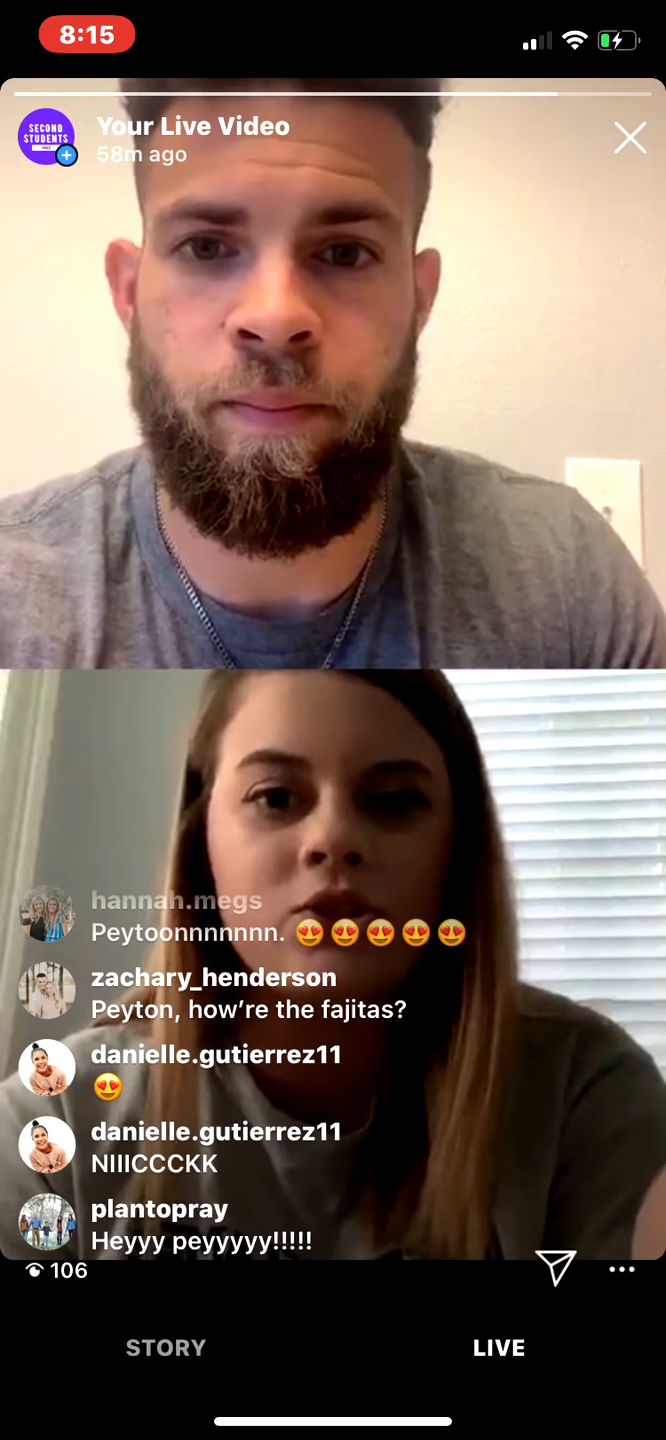 8:15
SECOND
STUDENTS
Your Live Video
58m ago
hannah.megs
Peytoonnnnnnn. 😍😍😍😍😍
zachary_henderson
Peyton, how’re the fajitas?
danielle.gutierrez11
😍
danielle.gutierrez11
NIIICCCKK
plantopray
Heyyy peyyyyy!!!!!
106
STORY
LIVE